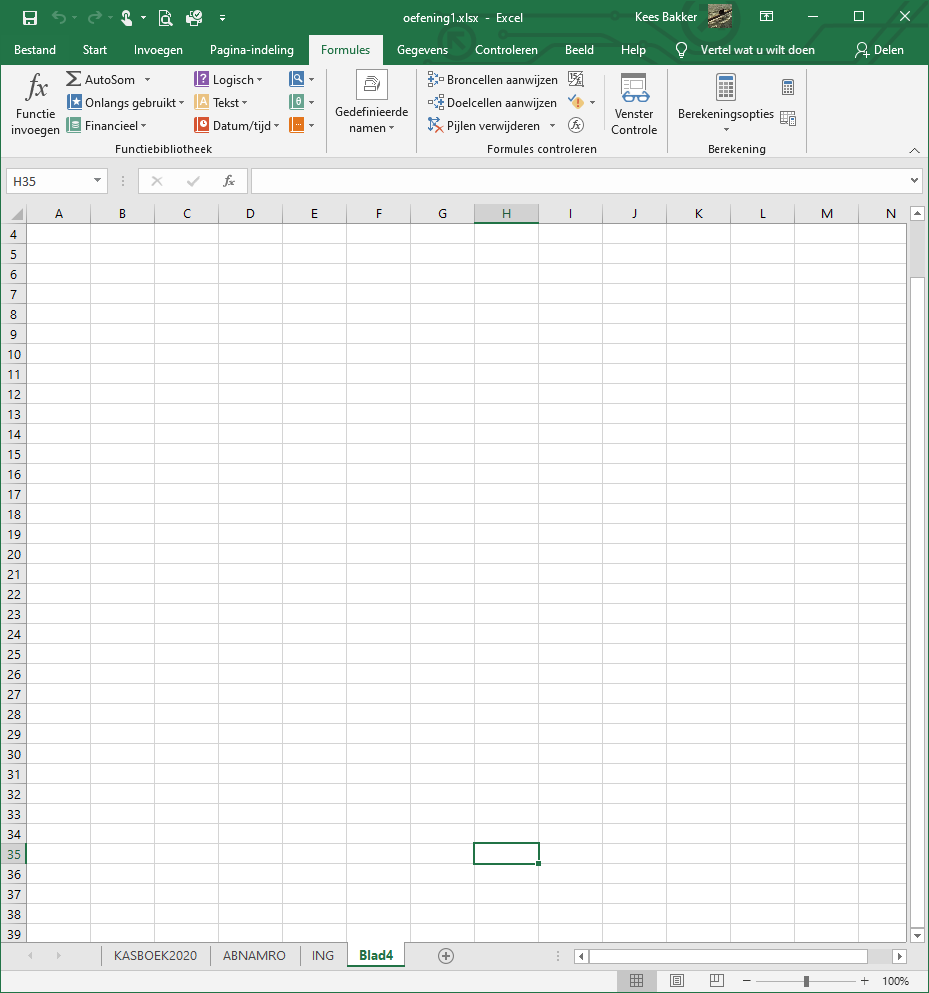 oefening1.xlsx - Excel Kees Bakker
Bestand Start Invoegen Pagina-indeling Formules Gegevens Controleren Beeld Help Vertel wat u wilt doen Delen
fx
Functie
invoegen
Σ AutoSom
Onlangs gebruikt
Financieel
? Logisch
A Tekst
Datum/tijd
θ
Functiebibliotheek
Gedefinieerde
namen
Broncellen aanwijzen
Doelcellen aanwijzen
Pijlen verwijderen
fx
Formules controleren
Venster
Controle
Berekeningsopties
Berekening
H35 fx
A B C D E F G H I J K L M N
4
5
6
7
8
9
10
11
12
13
14
15
16
17
18
19
20
21
22
23
24
25
26
27
28
29
30
31
32
33
34
35
36
37
38
39
KASBOEK2020 ABNAMRO ING Blad4
100%